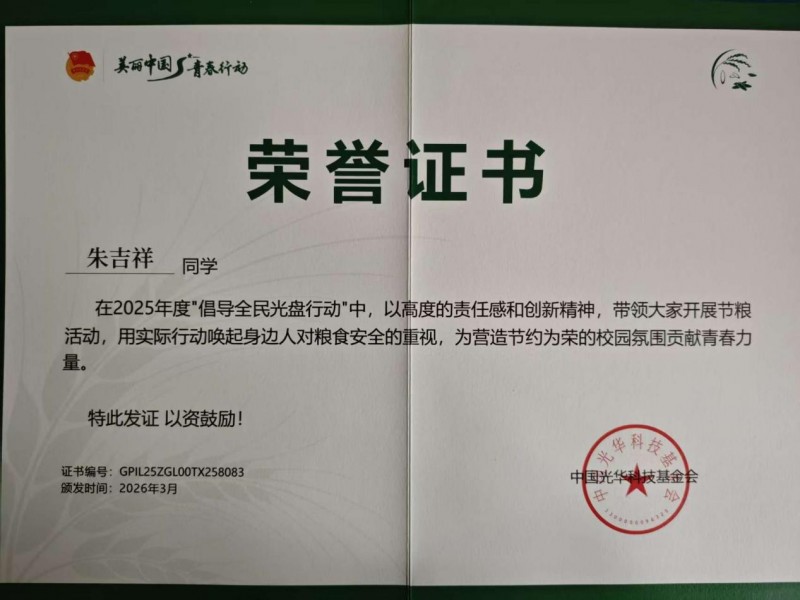 美丽中国 青春行动
荣誉证书
朱吉祥 同学
在2025年度"倡导全民光盘行动"中，以高度的责任感和创新精神，带领大家开展节粮
活动，用实际行动唤起身边人对粮食安全的重视，为营造节约为荣的校园氛围贡献青春力
量。
特此发证 以资鼓励！
证书编号：GPIL25ZGL00TX258083
颁发时间：2026年3月
中国光华科技基金会
中国光华科技基金会